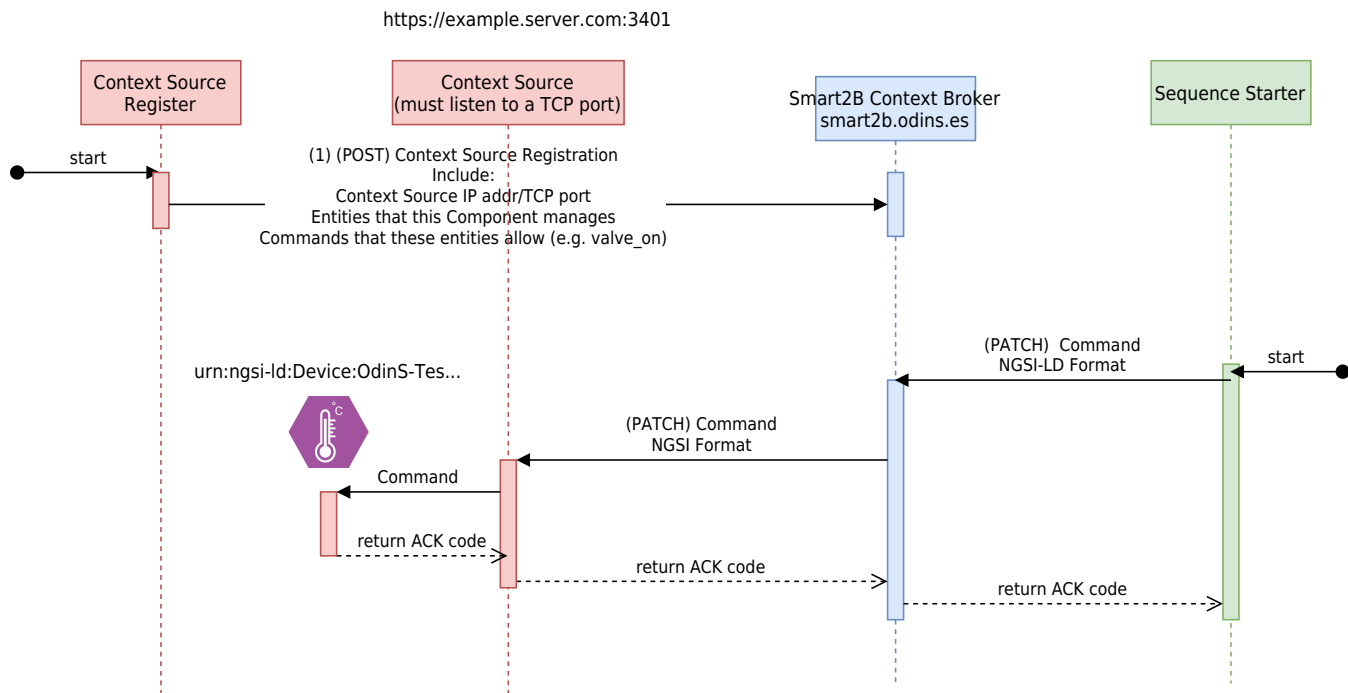 https://example.server.com:3401
Context Source
Register
Context Source
(must listen to a TCP port)
Smart2B Context Broker
smart2b.odins.es
Sequence Starter
start
(1) (POST) Context Source Registration
Include:
Context Source IP addr/TCP port
Entities that this Component manages
Commands that these entities allow (e.g. valve_on)
(PATCH)  Command
NGSI-LD Format
start
urn:ngsi-ld:Device:OdinS-Tes...
°C
(PATCH) Command
NGSI Format
Command
return ACK code
return ACK code
return ACK code